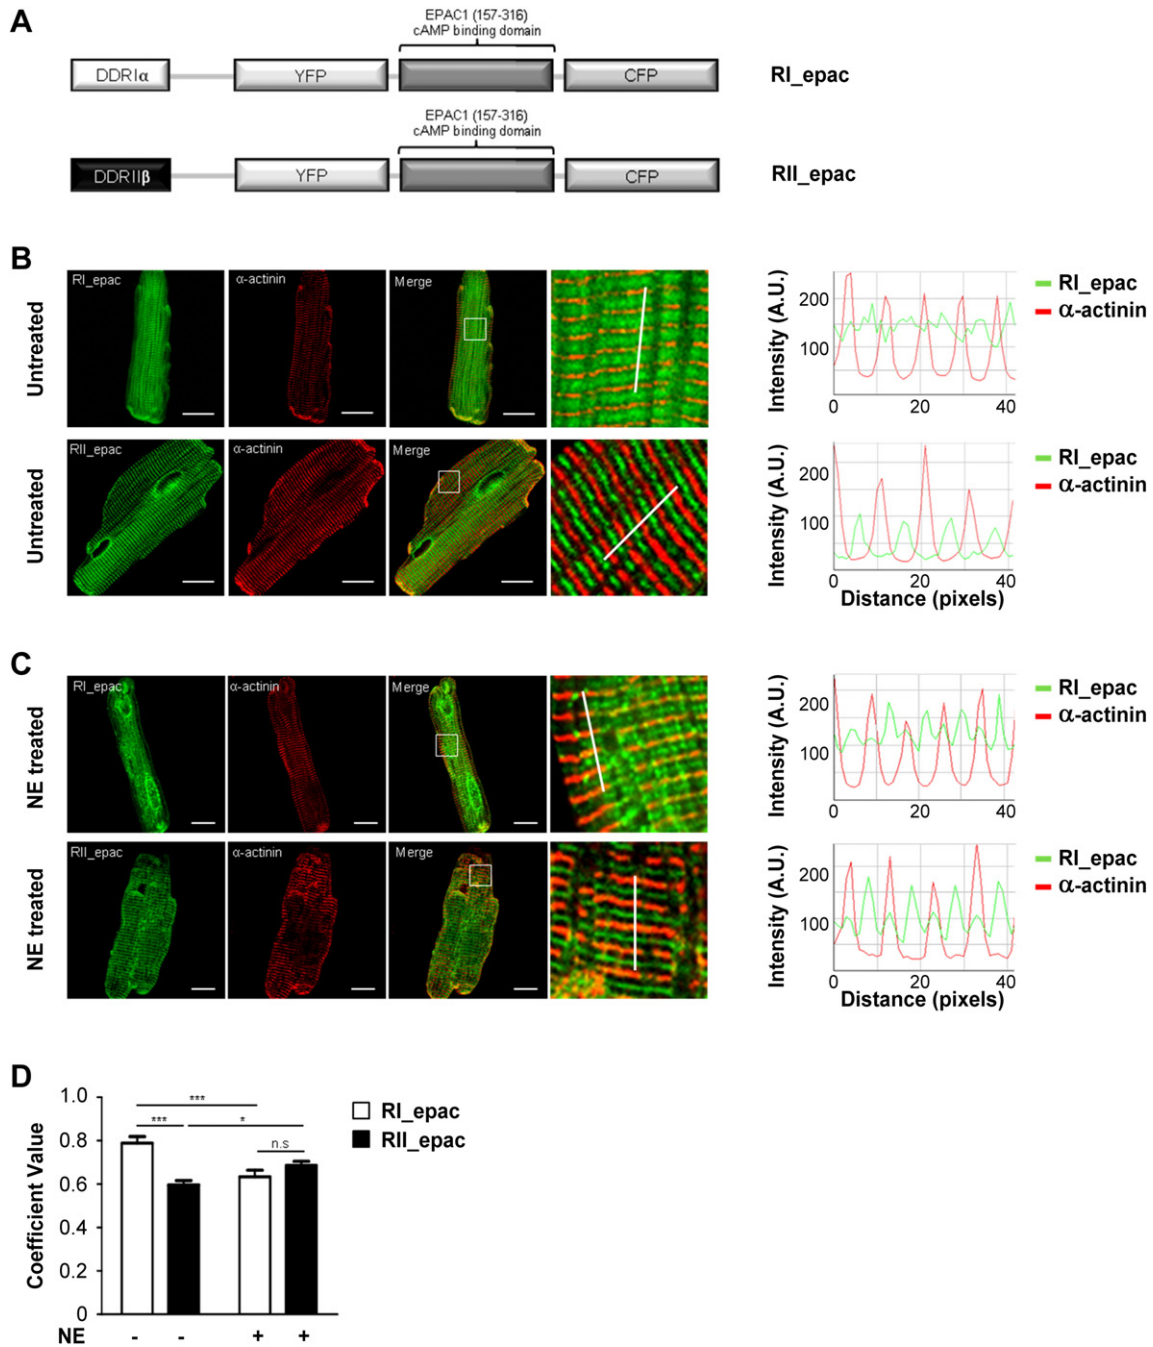 A
EPAC1 (157-316)
cAMP binding domain
DDRIα YFP CFP RI_epac
EPAC1 (157-316)
cAMP binding domain
DDRIIβ YFP CFP RII_epac
B
Untreated
RI_epac α-actinin Merge
Intensity (A.U.)
200
100
0 20 40
RI_epac
α-actinin
Untreated
RII_epac α-actinin Merge
Intensity (A.U.)
200
100
0 20 40
Distance (pixels)
RI_epac
α-actinin
C
NE treated
RI_epac α-actinin Merge
Intensity (A.U.)
200
100
0 20 40
RI_epac
α-actinin
NE treated
RII_epac α-actinin Merge
Intensity (A.U.)
200
100
0 20 40
Distance (pixels)
RI_epac
α-actinin
D
Coefficient Value
1.0
0.8
0.6
0.4
0.2
0
***
*** *
n.s
RI_epac
RII_epac
NE - - + +